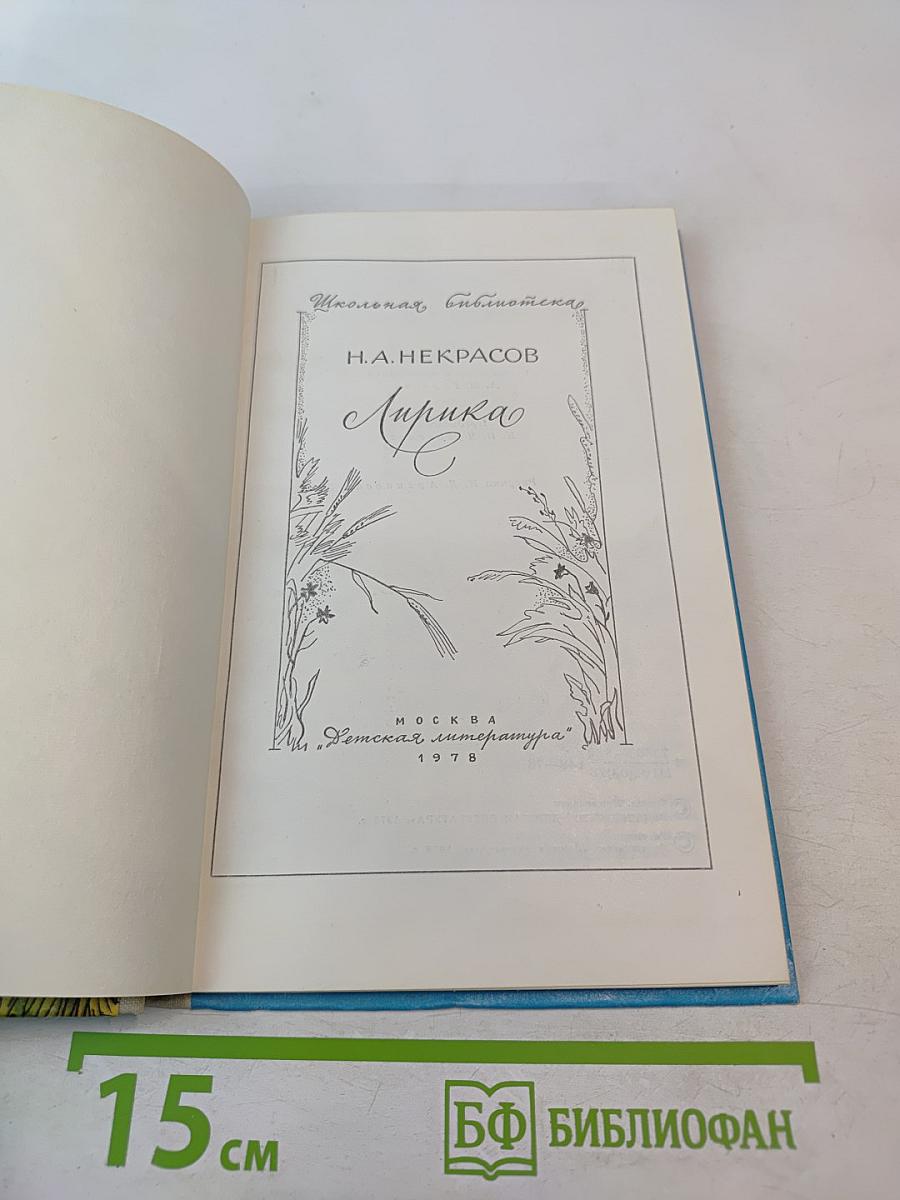 Школьная библиотека
Н. А. НЕКРАСОВ
Лирика
МОСКВА
„Детская литература“
1978
15 см
БФ БИБЛИОФАН